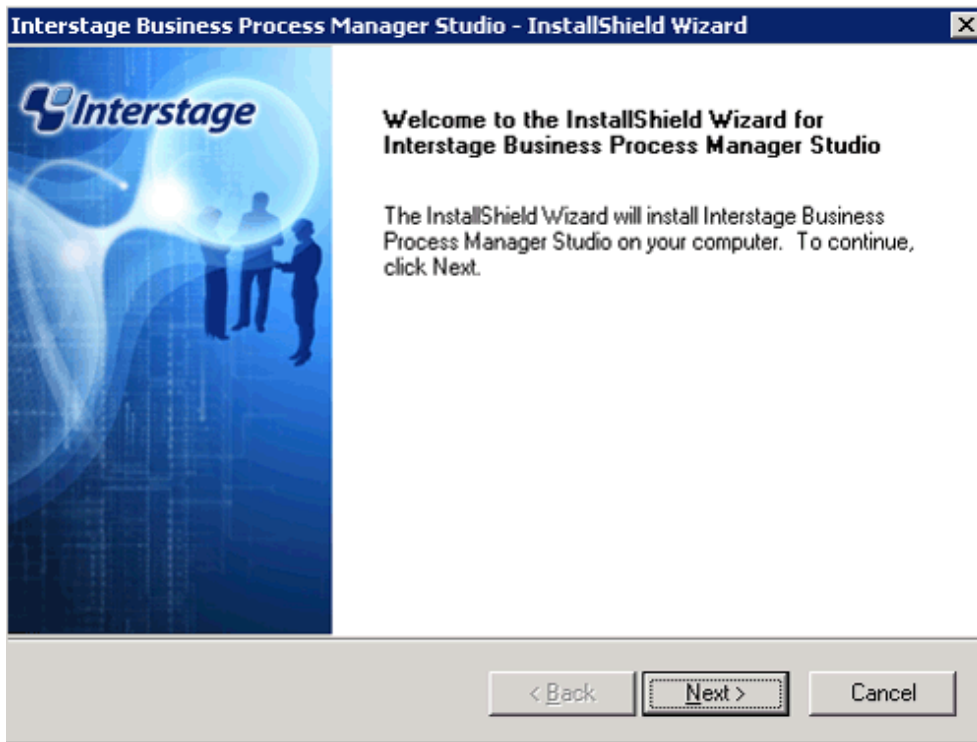 Interstage Business Process Manager Studio - InstallShield Wizard
Interstage
Welcome to the InstallShield Wizard for
Interstage Business Process Manager Studio
The InstallShield Wizard will install Interstage Business
Process Manager Studio on your computer. To continue,
click Next.
< Back
Next >
Cancel